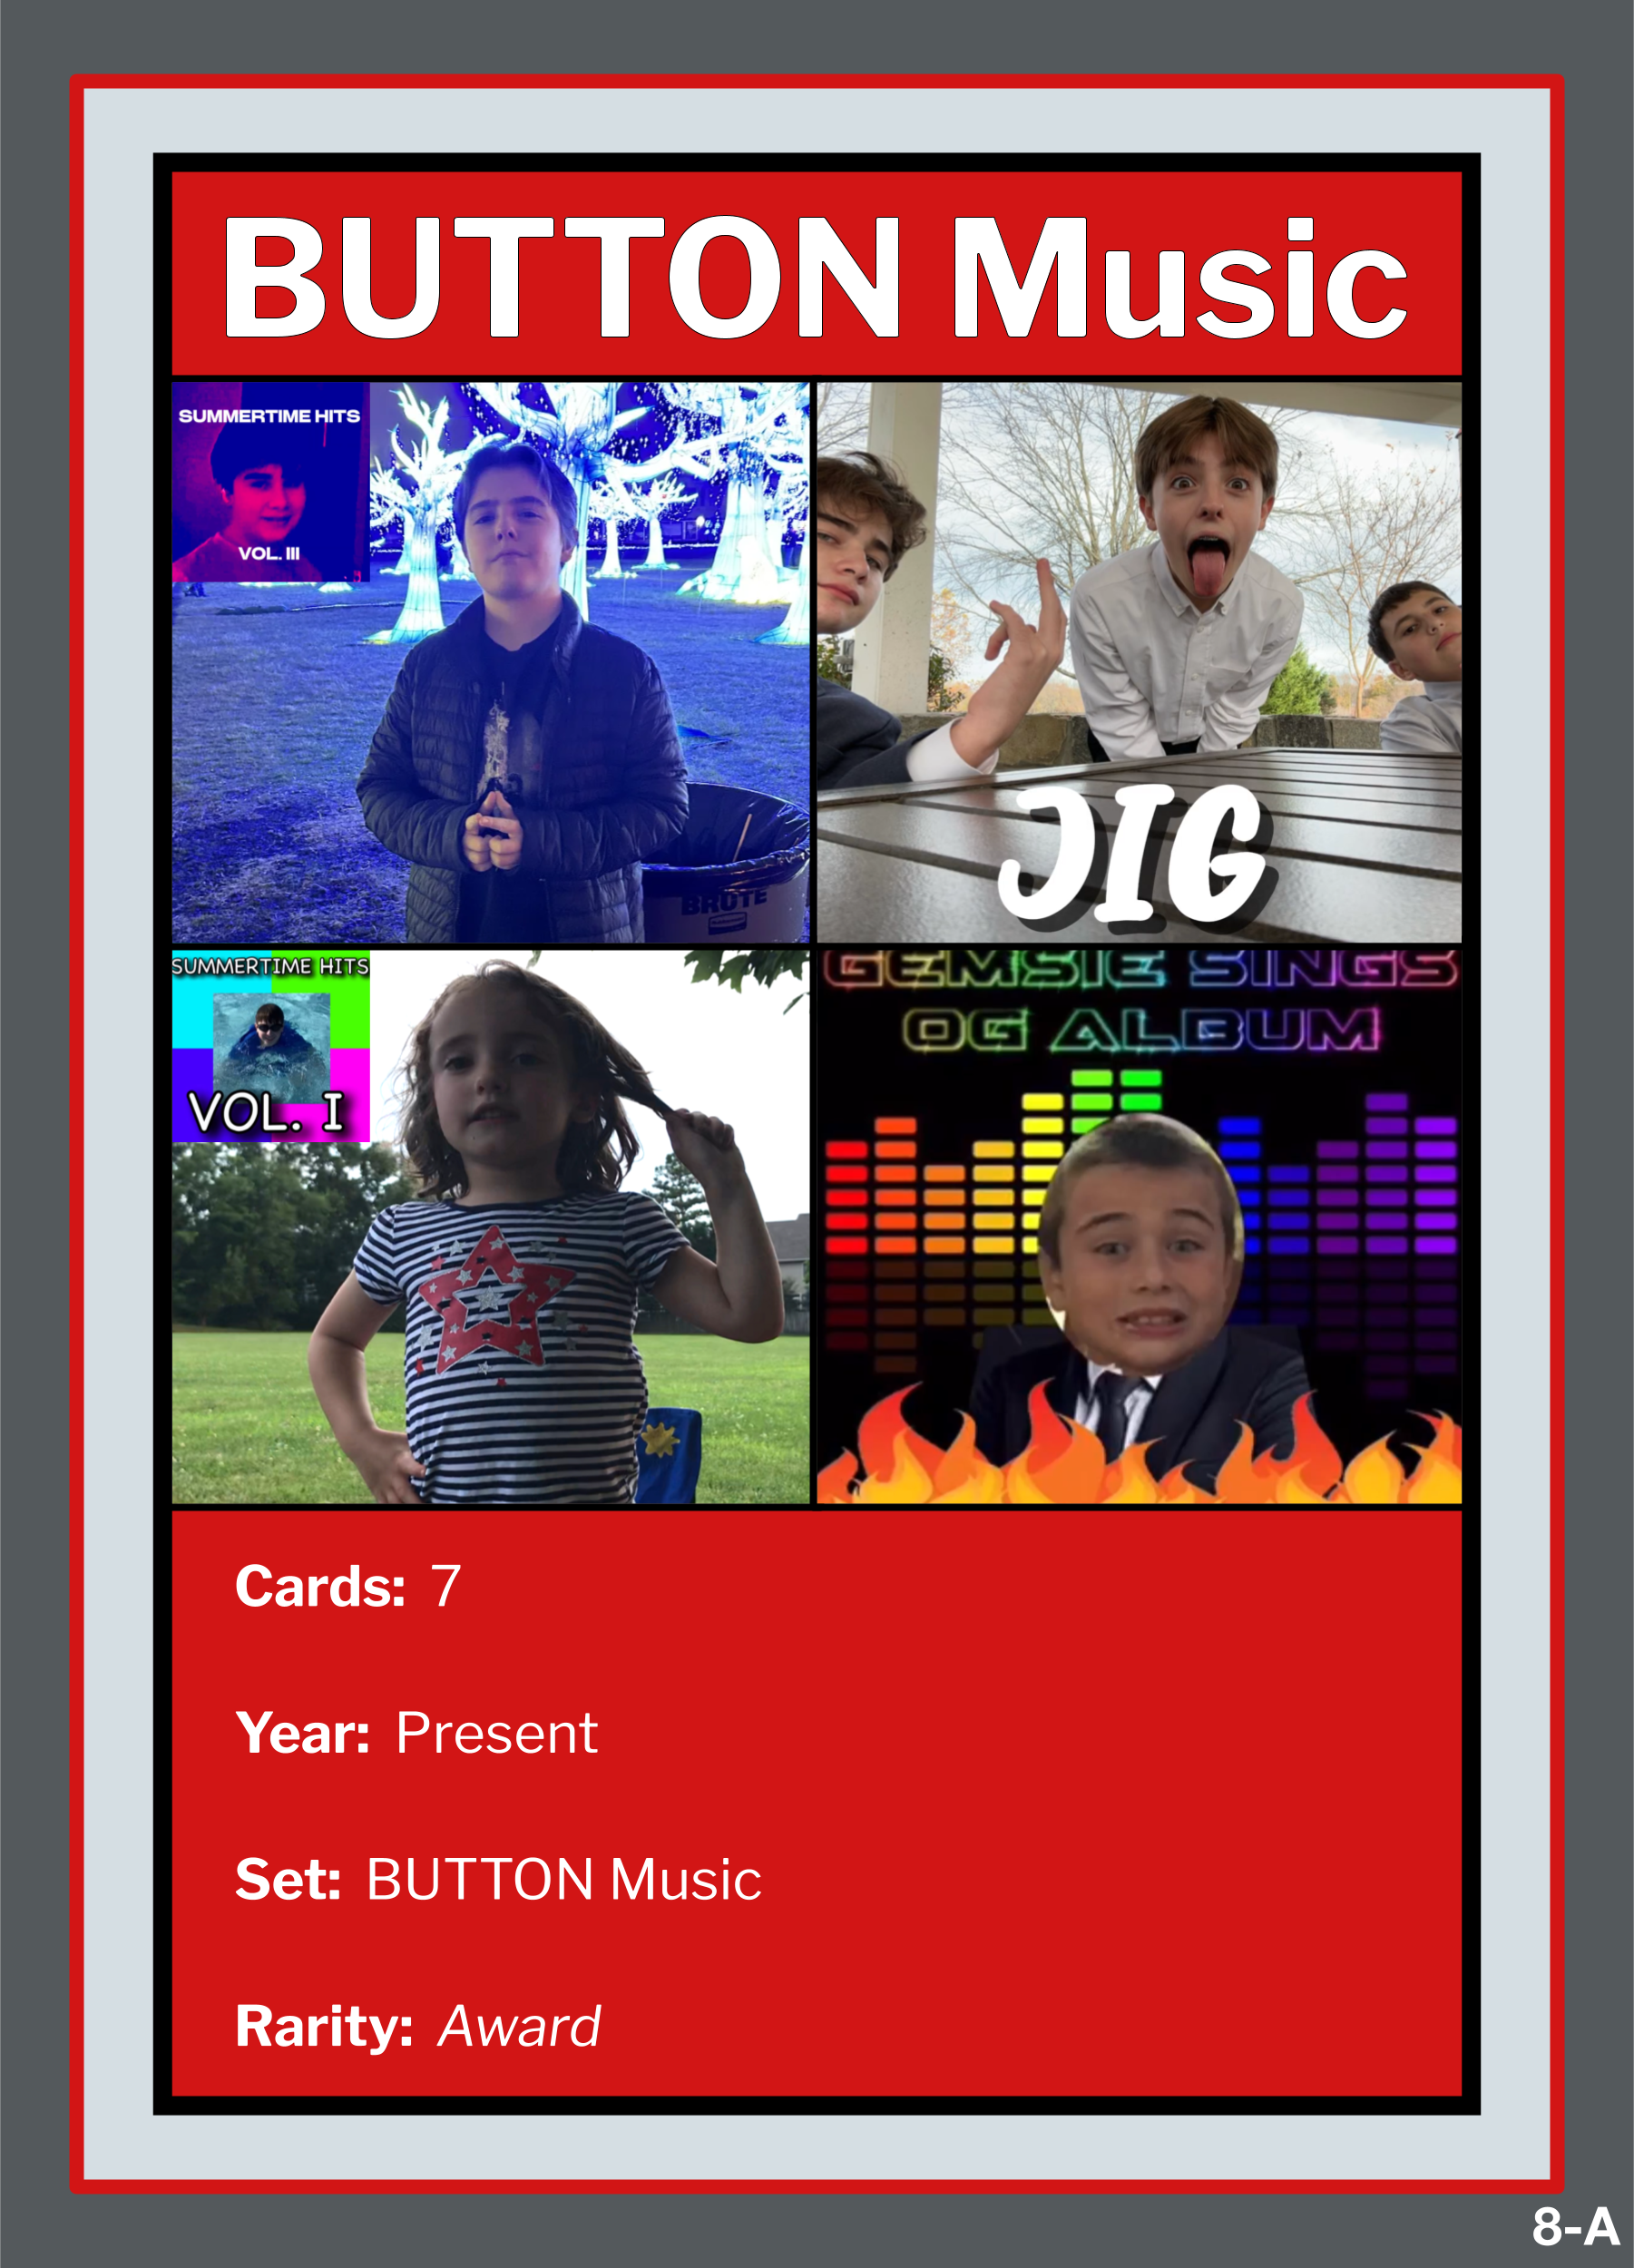 BUTTON Music
SUMMERTIME HITS
VOL. III
BRUTE
JIG
SUMMERTIME HITS
VOL. I
GEMSIE SINGS
OG ALBUM
Cards: 7
Year: Present
Set: BUTTON Music
Rarity: Award
8-A